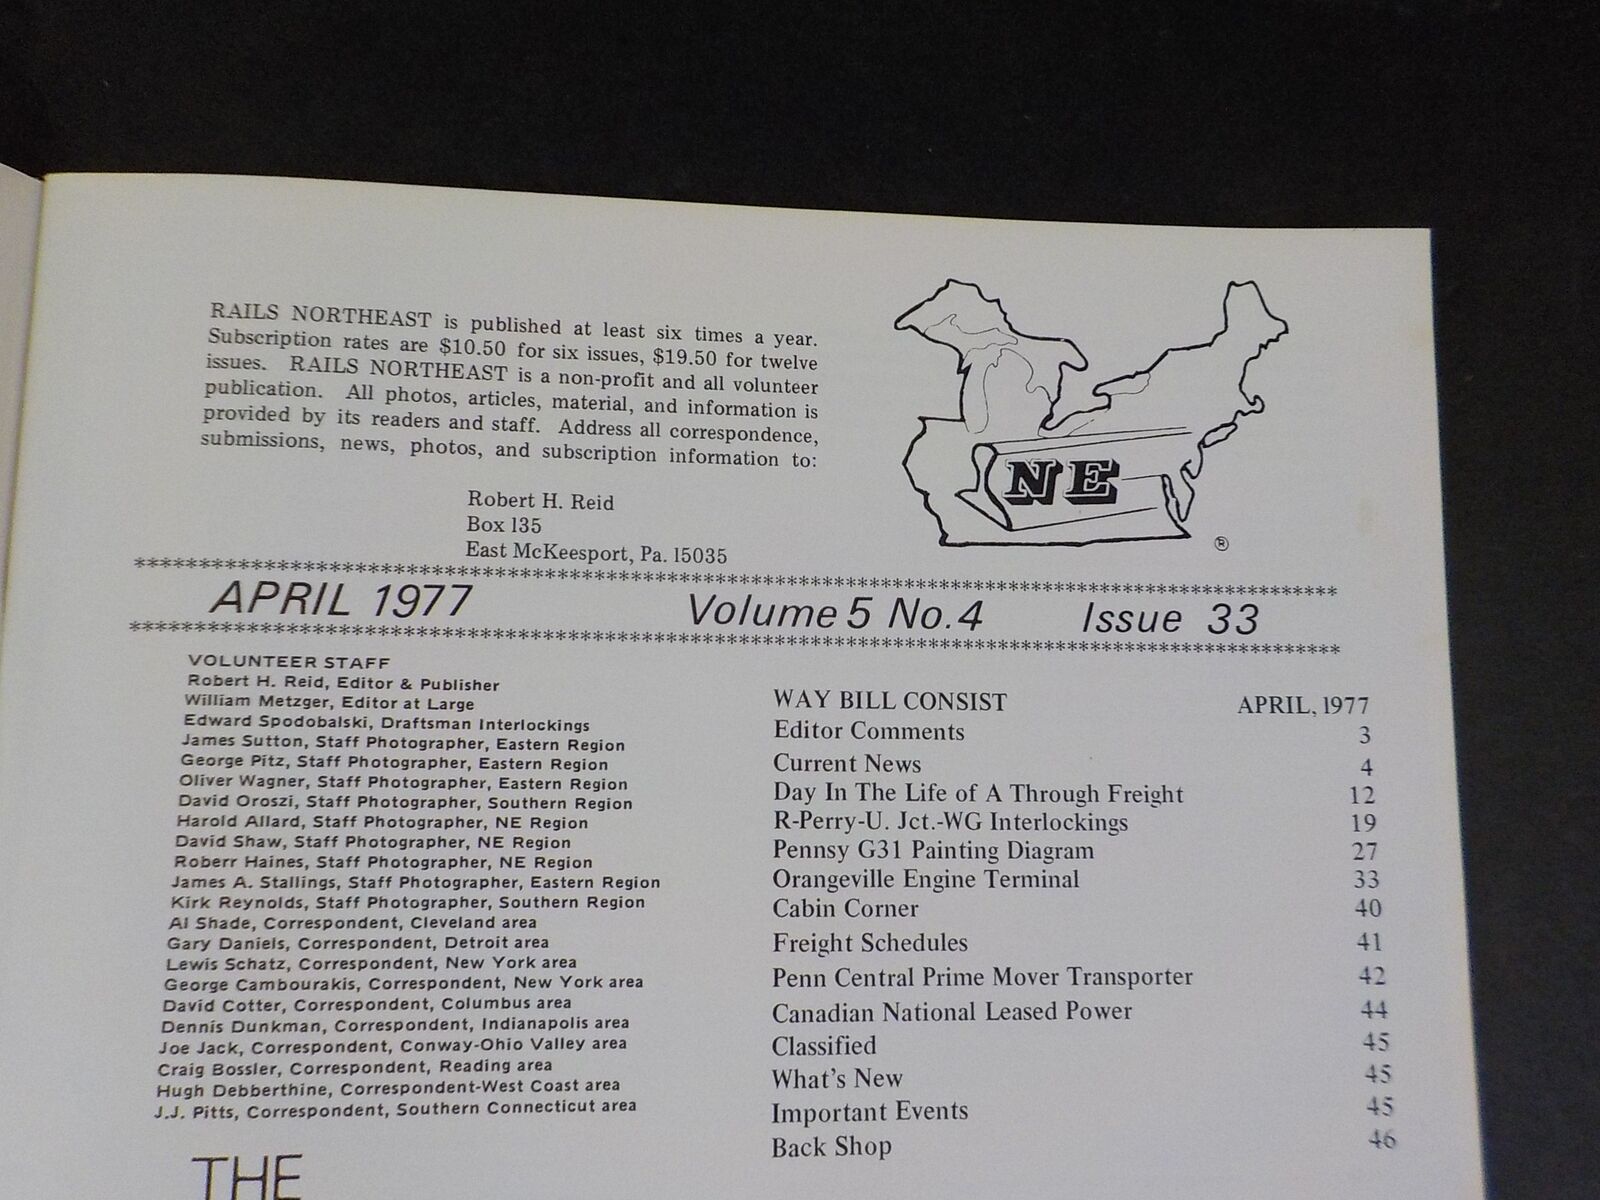 RAILS NORTHEAST is published at least six times a year.
Subscription rates are $10.50 for six issues, $19.50 for twelve
issues. RAILS NORTHEAST is a non-profit and all volunteer
publication. All photos, articles, material, and information is
provided by its readers and staff. Address all correspondence,
submissions, news, photos, and subscription information to:
Robert H. Reid
Box 135
East McKeesport, Pa. 15035
NE
®
APRIL 1977 Volume 5 No.4 Issue 33
VOLUNTEER STAFF
Robert H. Reid, Editor & Publisher
William Metzger, Editor at Large
Edward Spodobalski, Draftsman Interlockings
James Sutton, Staff Photographer, Eastern Region
George Pitz, Staff Photographer, Eastern Region
Oliver Wagner, Staff Photographer, Eastern Region
David Oroszi, Staff Photographer, Southern Region
Harold Allard, Staff Photographer, NE Region
David Shaw, Staff Photographer, NE Region
Roberr Haines, Staff Photographer, NE Region
James A. Stallings, Staff Photographer, Eastern Region
Kirk Reynolds, Staff Photographer, Southern Region
Al Shade, Correspondent, Cleveland area
Gary Daniels, Correspondent, Detroit area
Lewis Schatz, Correspondent, New York area
George Cambourakis, Correspondent, New York area
David Cotter, Correspondent, Columbus area
Dennis Dunkman, Correspondent, Indianapolis area
Joe Jack, Correspondent, Conway-Ohio Valley area
Craig Bossler, Correspondent, Reading area
Hugh Debberthine, Correspondent-West Coast area
J.J. Pitts, Correspondent, Southern Connecticut area
THE
WAY BILL CONSIST APRIL, 1977
Editor Comments 3
Current News 4
Day In The Life of A Through Freight 12
R-Perry-U. Jct.-WG Interlockings 19
Pennsy G31 Painting Diagram 27
Orangeville Engine Terminal 33
Cabin Corner 40
Freight Schedules 41
Penn Central Prime Mover Transporter 42
Canadian National Leased Power 44
Classified 45
What's New 45
Important Events 45
Back Shop 46